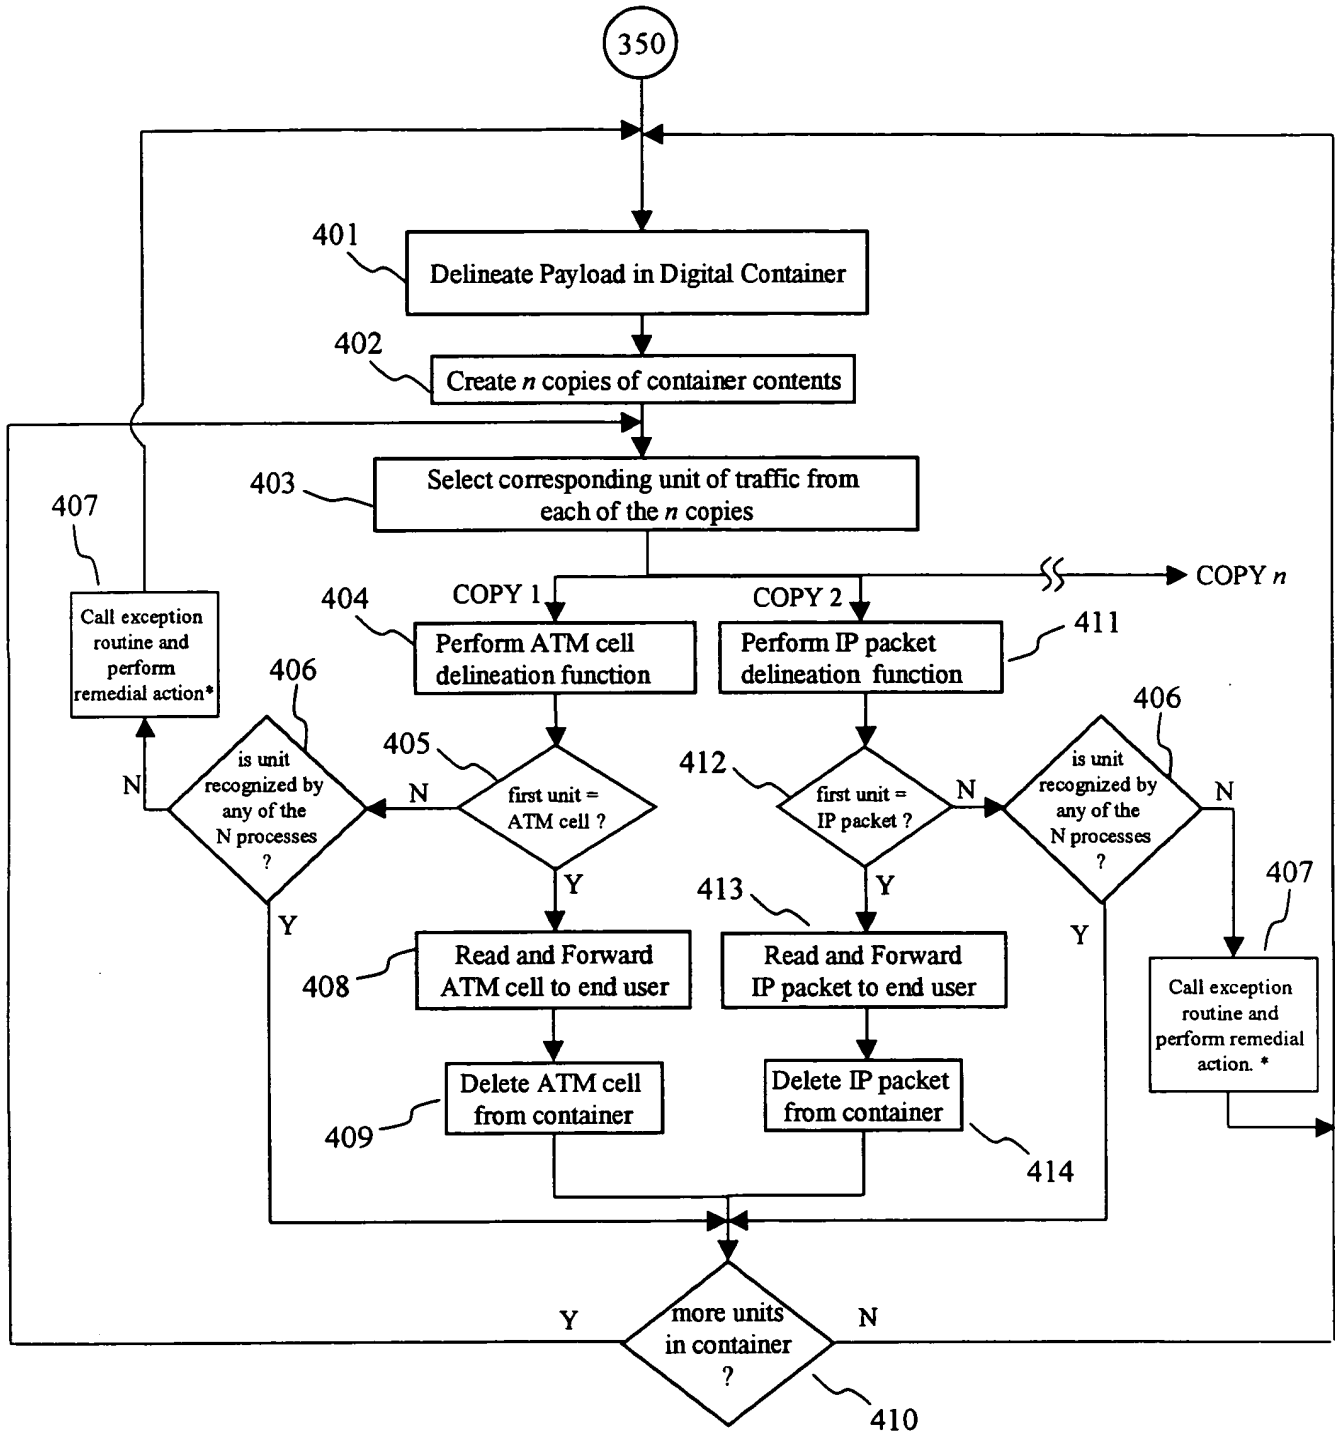 350
401
Delineate Payload in Digital Container
402
Create n copies of container contents
403
Select corresponding unit of traffic from
each of the n copies
407
COPY 1
COPY 2
COPY n
404
411
Call exception
routine and
perform
remedial action*
Perform ATM cell
delineation function
Perform IP packet
delineation function
406
406
405
412
is unit
recognized by
any of the
N processes
?
N
N
first unit =
ATM cell ?
first unit =
IP packet ?
N
is unit
recognized by
any of the
N processes
?
N
Y
Y
413
407
Y
Y
408
Read and Forward
ATM cell to end user
Read and Forward
IP packet to end user
Call exception
routine and
perform remedial
action. *
Delete ATM cell
from container
Delete IP packet
from container
409
414
Y
more units
in container
?
N
410